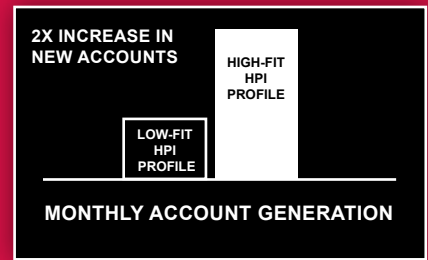 2X INCREASE IN
NEW ACCOUNTS
HIGH-FIT
HPI
PROFILE
LOW-FIT
HPI
PROFILE
MONTHLY ACCOUNT GENERATION